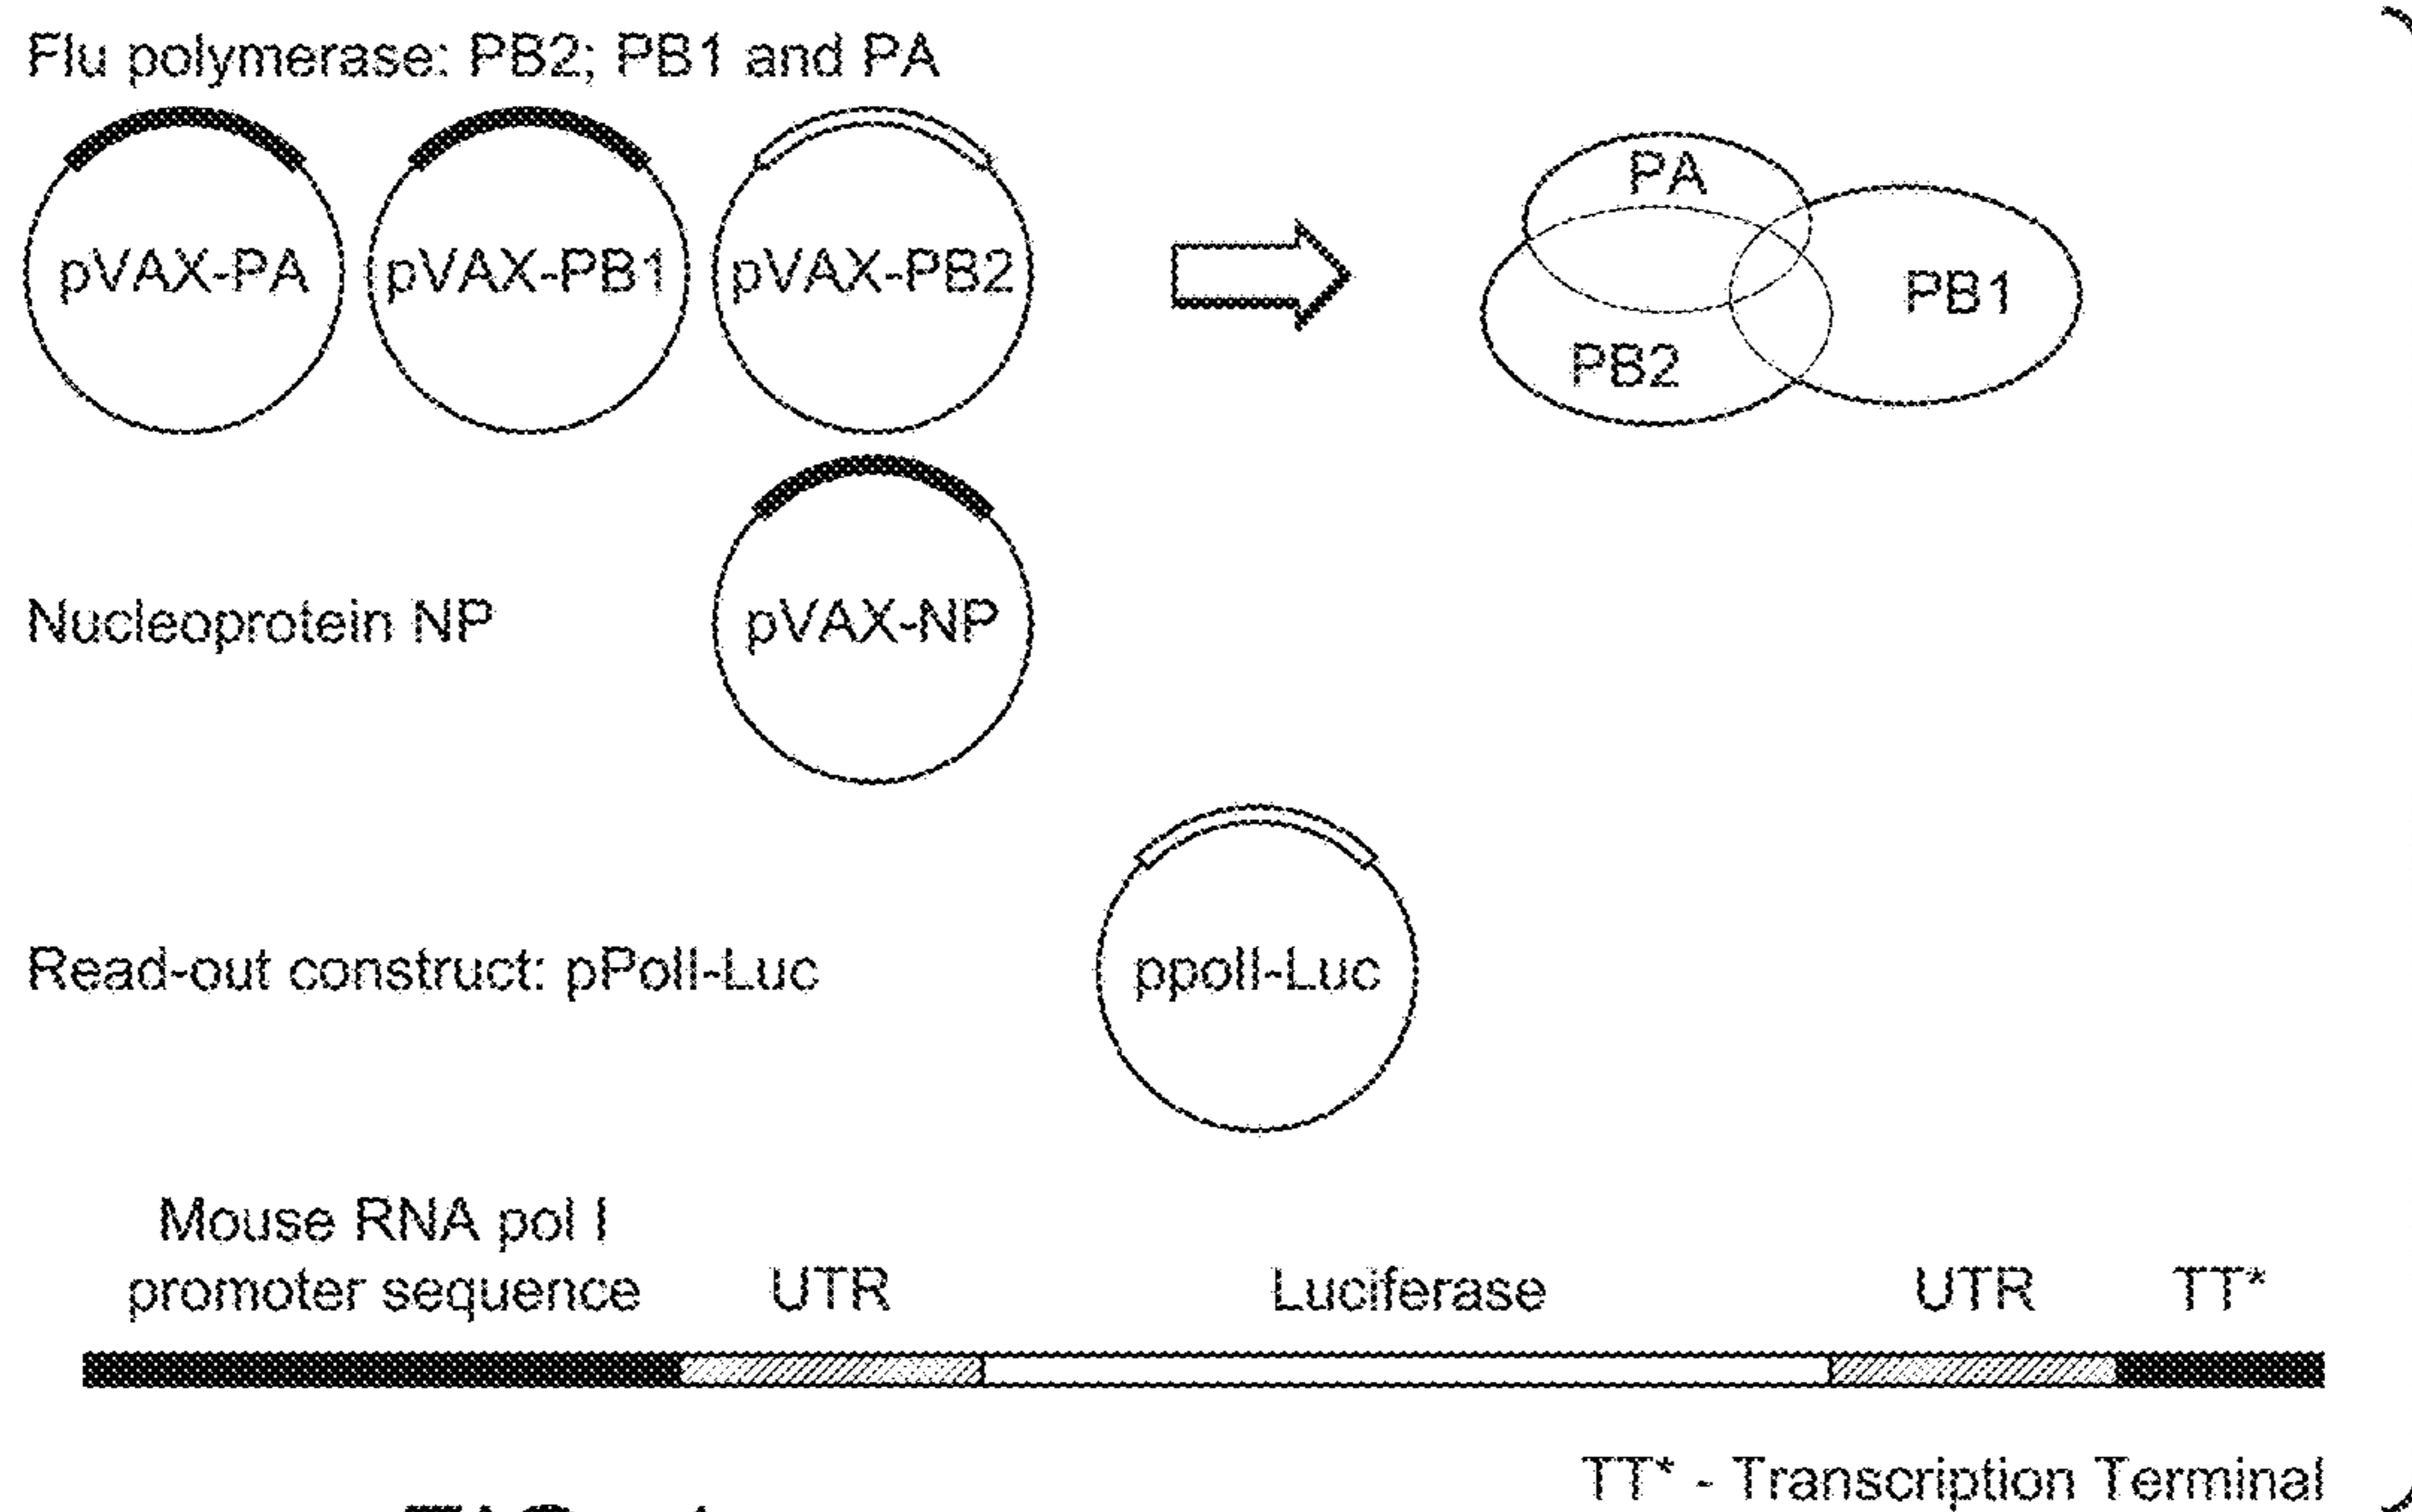 Flu polymerase: PB2; PB1 and PA
pVAX-PA
pVAX-PB1
pVAX-PB2
PA
PB1
PB2
Nucleoprotein NP
pVAX-NP
Read-out construct: pPolI-Luc
ppolI-Luc
Mouse RNA pol I
promoter sequence
UTR
Luciferase
UTR
TT*
TT* - Transcription Terminal